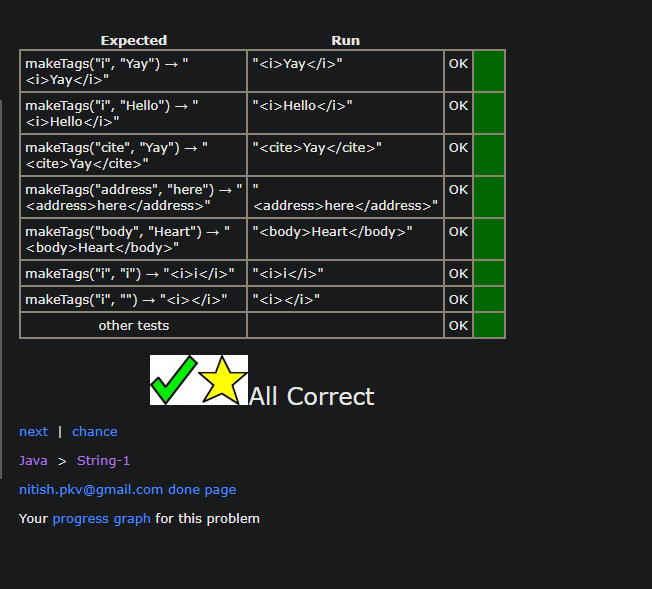 Expected Run
makeTags("i", "Yay") → " "<i>Yay</i>" OK
<i>Yay</i>"
makeTags("i", "Hello") → " "<i>Hello</i>" OK
<i>Hello</i>"
makeTags("cite", "Yay") → " "<cite>Yay</cite>" OK
<cite>Yay</cite>"
makeTags("address", "here") → " " OK
<address>here</address>" <address>here</address>"
makeTags("body", "Heart") → " "<body>Heart</body>" OK
<body>Heart</body>"
makeTags("i", "i") → "<i>i</i>" "<i>i</i>" OK
makeTags("i", "") → "<i></i>" "<i></i>" OK
other tests OK
All Correct
next | chance
Java > String-1
nitish.pkv@gmail.com done page
Your progress graph for this problem